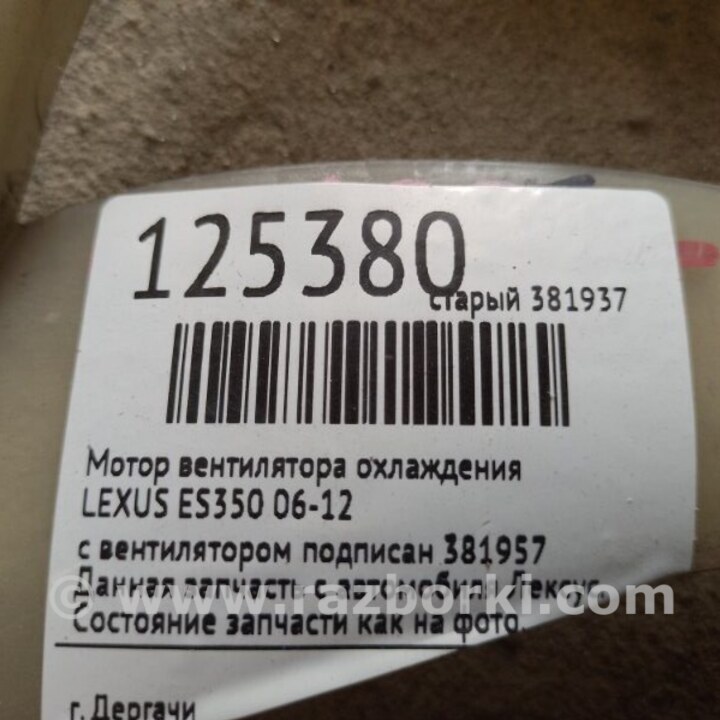 125380
старый 381937
Мотор вентилятора охлаждения
LEXUS ES350 06-12
с вентилятором подписан 381957
Данная запчасть с автомобиля Лексус.
© www.razborki.com
Состояние запчасти как на фото.
г. Дергачи